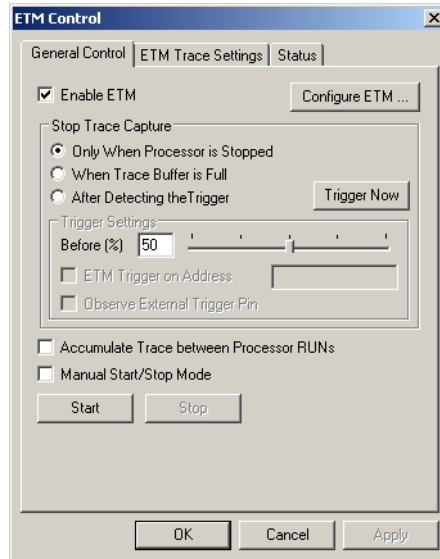 ETM Control
General Control
ETM Trace Settings
Status
Enable ETM
Configure ETM ...
Stop Trace Capture
Only When Processor is Stopped
When Trace Buffer is Full
After Detecting theTrigger
Trigger Now
Trigger Settings
Before (%)
50
ETM Trigger on Address
Observe External Trigger Pin
Accumulate Trace between Processor RUNs
Manual Start/Stop Mode
Start
Stop
OK
Cancel
Apply